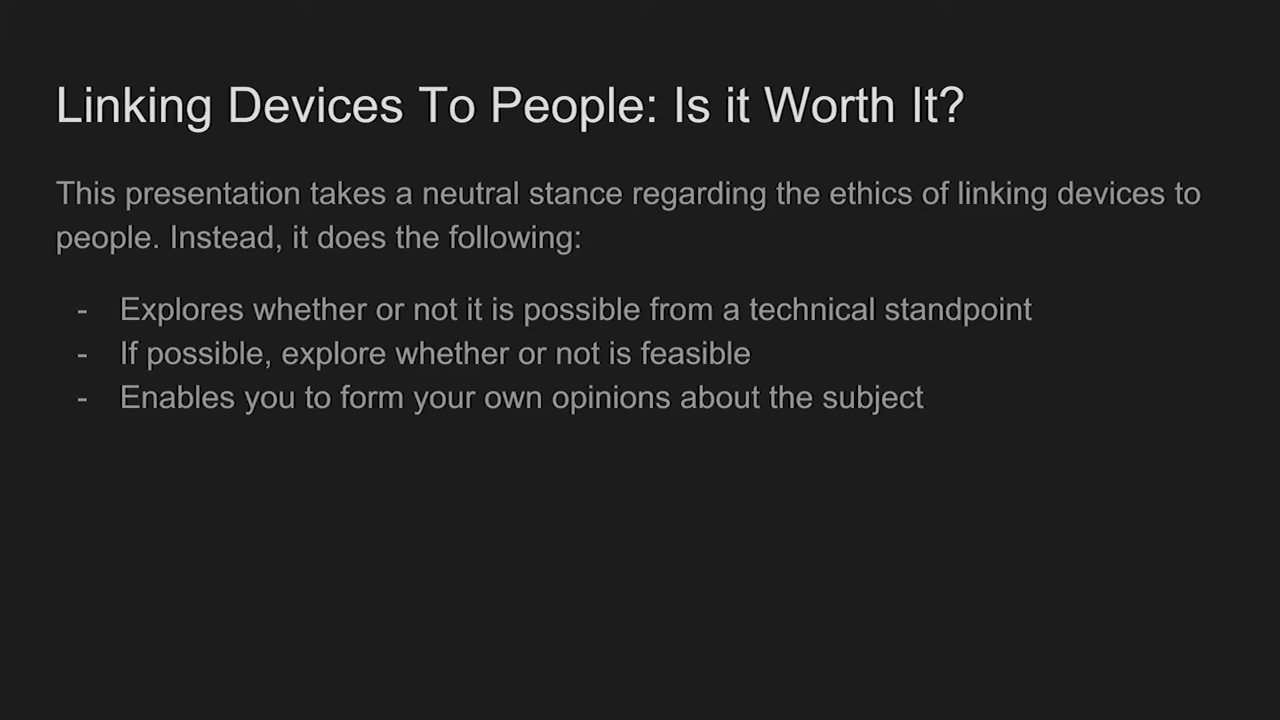 Linking Devices To People: Is it Worth It?
This presentation takes a neutral stance regarding the ethics of linking devices to
people. Instead, it does the following:
- Explores whether or not it is possible from a technical standpoint
- If possible, explore whether or not is feasible
- Enables you to form your own opinions about the subject